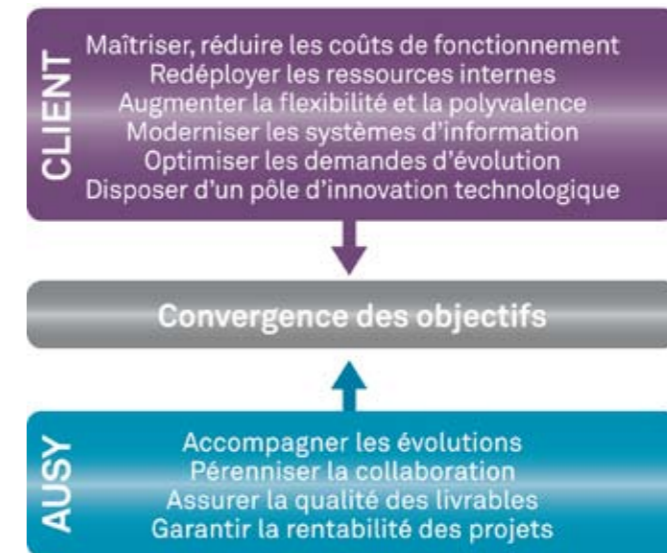 CLIENT
Maîtriser, réduire les coûts de fonctionnement
Redéployer les ressources internes
Augmenter la flexibilité et la polyvalence
Moderniser les systèmes d'information
Optimiser les demandes d'évolution
Disposer d'un pôle d'innovation technologique
Convergence des objectifs
AUSY
Accompagner les évolutions
Pérenniser la collaboration
Assurer la qualité des livrables
Garantir la rentabilité des projets